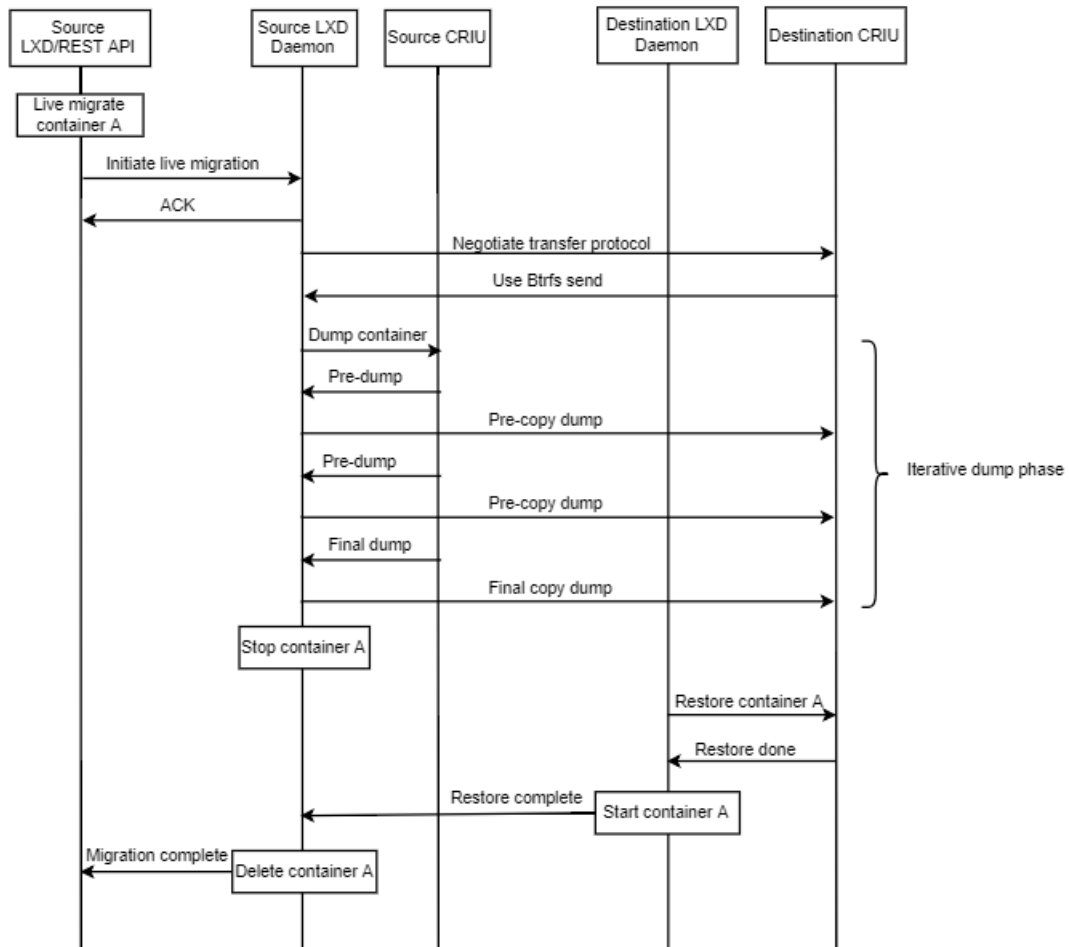 Source
LXD/REST API
Source LXD
Daemon
Source CRIU
Destination LXD
Daemon
Destination CRIU
Live migrate
container A
Initiate live migration
ACK
Negotiate transfer protocol
Use Btrfs send
Dump container
Pre-dump
Pre-copy dump
Pre-dump
Iterative dump phase
Pre-copy dump
Final dump
Final copy dump
Stop container A
Restore container A
Restore done
Restore complete
Start container A
Migration complete
Delete container A